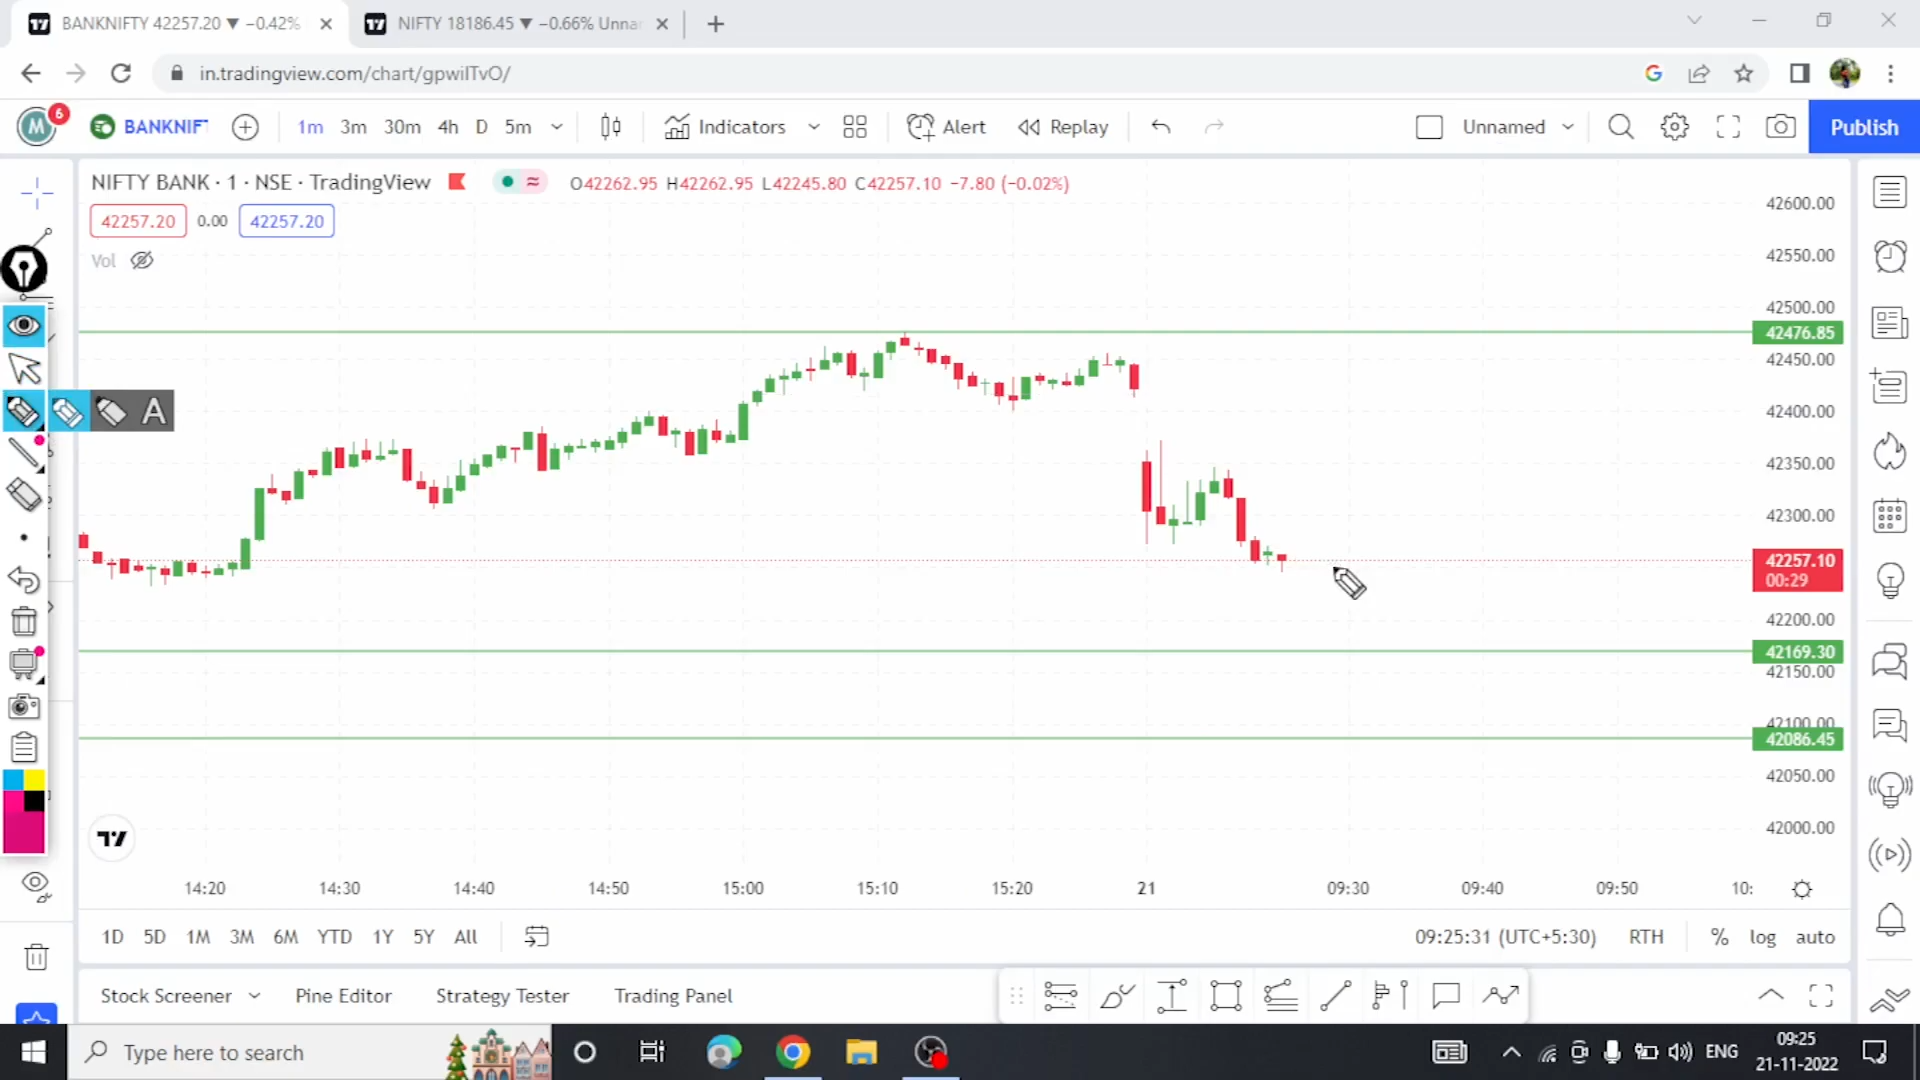 BANKNIFTY 42257.20 ▼ −0.42%
NIFTY 18186.45 ▼ −0.66% Unna
in.tradingview.com/chart/gpwiITvO/
M
6
BANKNIFT
1m 3m 30m 4h D 5m
Indicators
Alert
Replay
Unnamed
Publish
NIFTY BANK · 1 · NSE · TradingView
O42262.95 H42262.95 L42245.80 C42257.10 −7.80 (−0.02%)
42257.20 0.00 42257.20
Vol
A
42600.00
42550.00
42500.00
42476.85
42450.00
42400.00
42350.00
42300.00
42257.10
00:29
42200.00
42169.30
42150.00
42100.00
42086.45
42050.00
42000.00
14:20 14:30 14:40 14:50 15:00 15:10 15:20 21 09:30 09:40 09:50 10:
1D 5D 1M 3M 6M YTD 1Y 5Y All
09:25:31 (UTC+5:30) RTH % log auto
Stock Screener Pine Editor Strategy Tester Trading Panel
Type here to search
ENG
09:25
21-11-2022